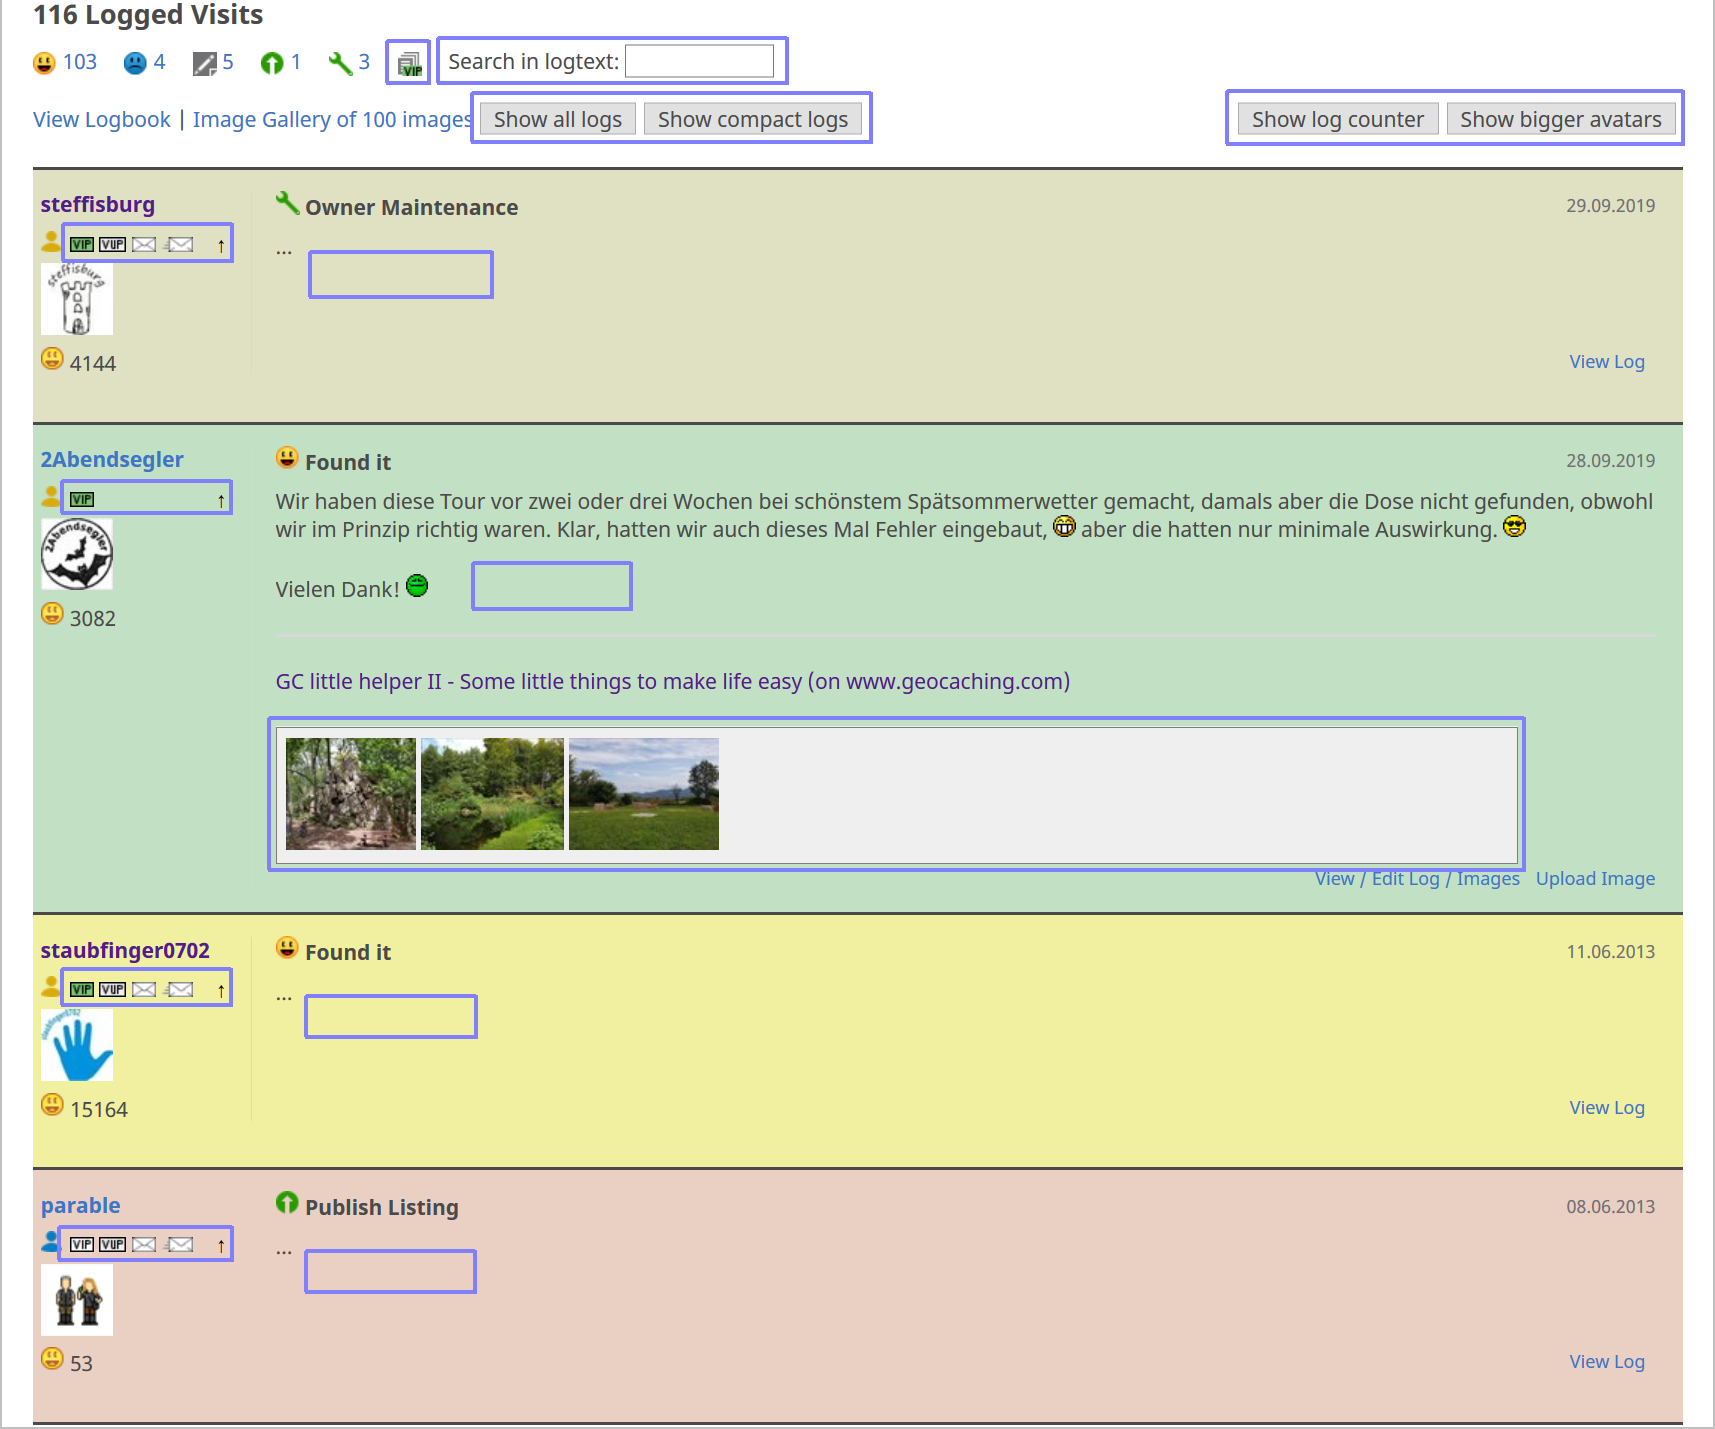 116 Logged Visits
103 4 5 1 3 VIP Search in logtext:
View Logbook | Image Gallery of 100 images Show all logs Show compact logs Show log counter Show bigger avatars
steffisburg
VIP VUP ↑
steffisburg
4144
Owner Maintenance
29.09.2019
...
View Log
2Abendsegler
VIP ↑
2Abendsegler
3082
Found it
28.09.2019
Wir haben diese Tour vor zwei oder drei Wochen bei schönstem Spätsommerwetter gemacht, damals aber die Dose nicht gefunden, obwohl
wir im Prinzip richtig waren. Klar, hatten wir auch dieses Mal Fehler eingebaut, aber die hatten nur minimale Auswirkung.
Vielen Dank!
GC little helper II - Some little things to make life easy (on www.geocaching.com)
View / Edit Log / Images Upload Image
staubfinger0702
VIP VUP ↑
staubfinger0702
15164
Found it
11.06.2013
...
View Log
parable
VIP VUP ↑
53
Publish Listing
08.06.2013
...
View Log